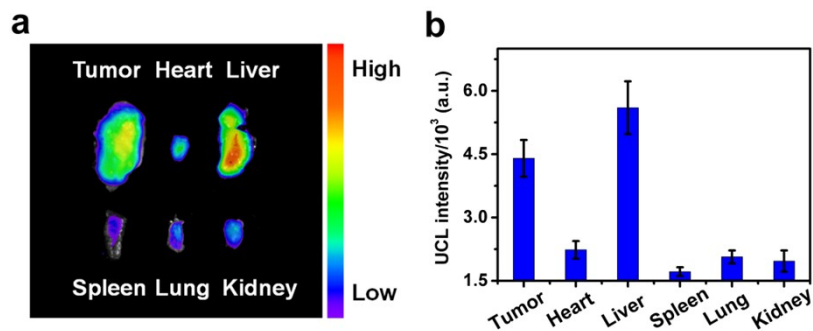 a
Tumor Heart Liver
High
Low
Spleen Lung Kidney
b
UCL intensity/10³ (a.u.)
6.0
4.5
3.0
1.5
Tumor
Heart
Liver
Spleen
Lung
Kidney